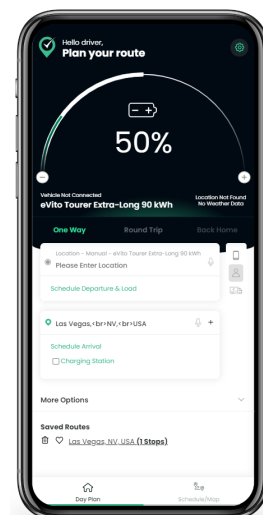 Hello driver,
Plan your route
50%
Vehicle Not Connected
eVito Tourer Extra-Long 90 kWh
Location Not Found
No Weather Data
One Way
Round Trip
Back Home
Location - Manual - eVito Tourer Extra-Long 90 kWh
Please Enter Location
Schedule Departure & Load
Las Vegas,<br>NV,<br>USA
Schedule Arrival
Charging Station
More Options
Saved Routes
Las Vegas, NV, USA (1 Stops)
Day Plan
Schedule/Map